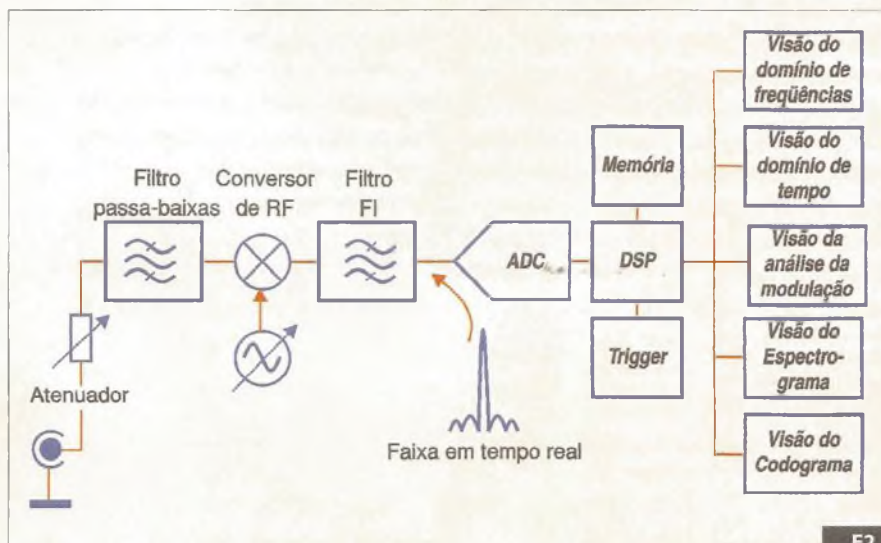 Visão do
domínio de
freqüências
Visão do
domínio de
tempo
Memória
Filtro
passa-baixas
Conversor
de RF
Filtro
FI
ADC
DSP
Visão da
análise da
modulação
Trigger
Visão do
Espectro-
grama
Atenuador
Faixa em tempo real
Visão do
Codograma
F2